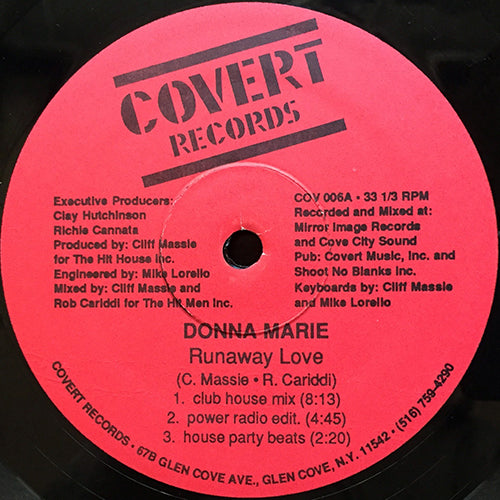 COVERT
RECORDS
Executive Producers:
Clay Hutchinson
Richie Cannata
Produced by: Cliff Massie
for The Hit House Inc.
Engineered by: Mike Lorello
Mixed by: Cliff Massie and
Rob Cariddi for The Hit Men Inc.
COV 006A • 33 1/3 RPM
Recorded and Mixed at:
Mirror Image Records
and Cove City Sound
Pub: Covert Music, Inc. and
Shoot No Blanks Inc.
Keyboards by: Cliff Massie
and Mike Lorello
DONNA MARIE
Runaway Love
(C. Massie • R. Cariddi)
1. club house mix (8:13)
2. power radio edit. (4:45)
3. house party beats (2:20)
COVERT RECORDS • 67B GLEN COVE AVE., GLEN COVE, N.Y. 11542 • (516) 759-4290